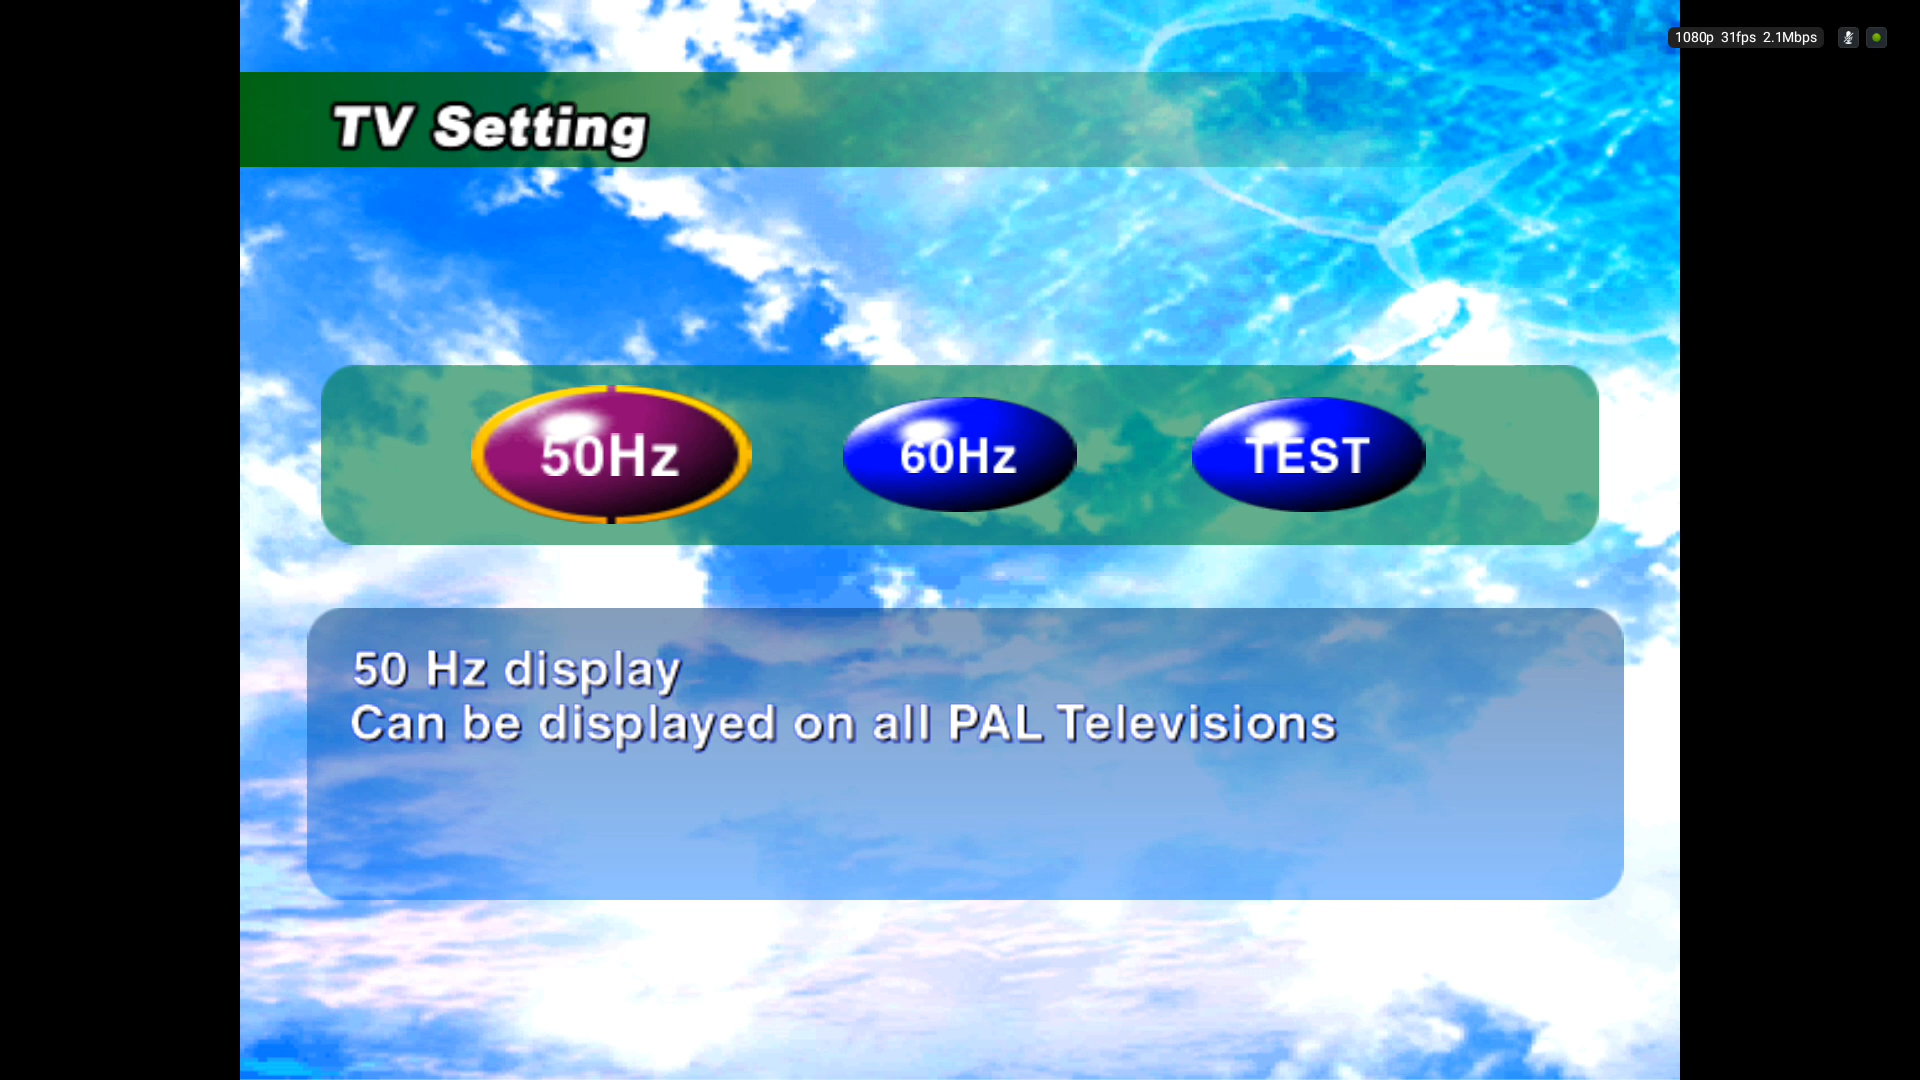 1080p 31fps 2.1Mbps
TV Setting
50Hz
60Hz
TEST
50 Hz display
Can be displayed on all PAL Televisions